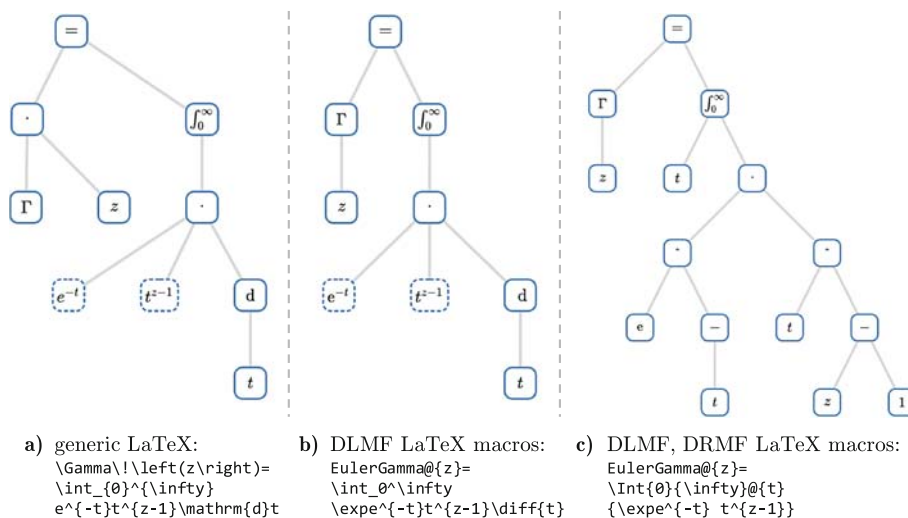 =
=
=
·
∫₀^∞
Γ
∫₀^∞
Γ
∫₀^∞
Γ
z
·
z
·
z
t
·
e^{-t}
t^{z-1}
d
e^{-t}
t^{z-1}
d
e
−
t
−
t
t
t
z
1
a) generic LaTeX:
\Gamma\!\left(z\right)=
\int_{0}^{\infty}
e^{-t}t^{z-1}\mathrm{d}t
b) DLMF LaTeX macros:
EulerGamma@{z}=
\int_0^\infty
\expe^{-t}t^{z-1}\diff{t}
c) DLMF, DRMF LaTeX macros:
EulerGamma@{z}=
\Int{0}{\infty}@{t}
{\expe^{-t} t^{z-1}}